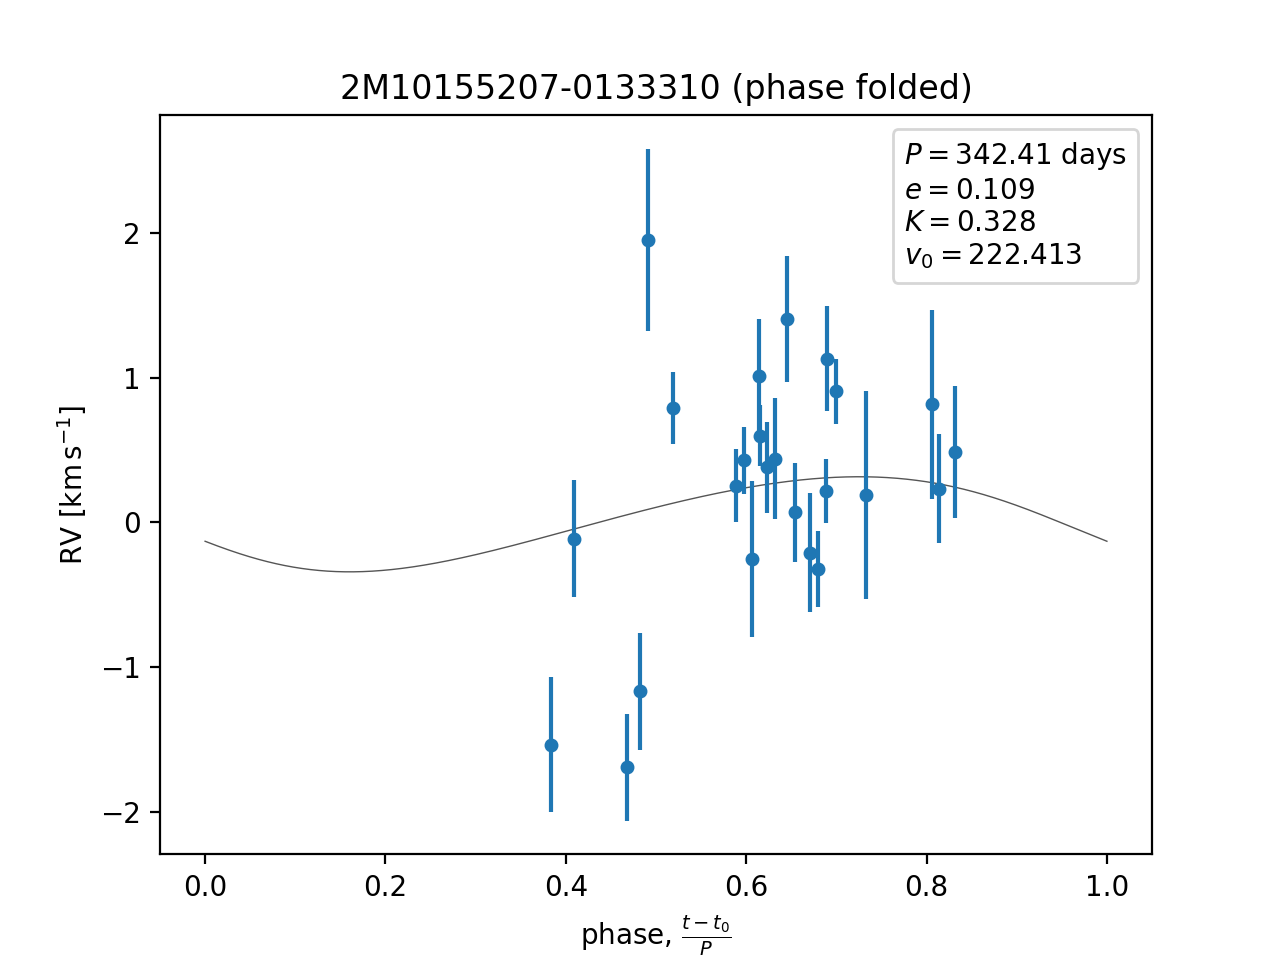 2M10155207-0133310 (phase folded)
P = 342.41 days
e = 0.109
K = 0.328
v₀ = 222.413
RV [km s⁻¹]
2
1
0
−1
−2
0.0 0.2 0.4 0.6 0.8 1.0
phase, (t − t₀)/P